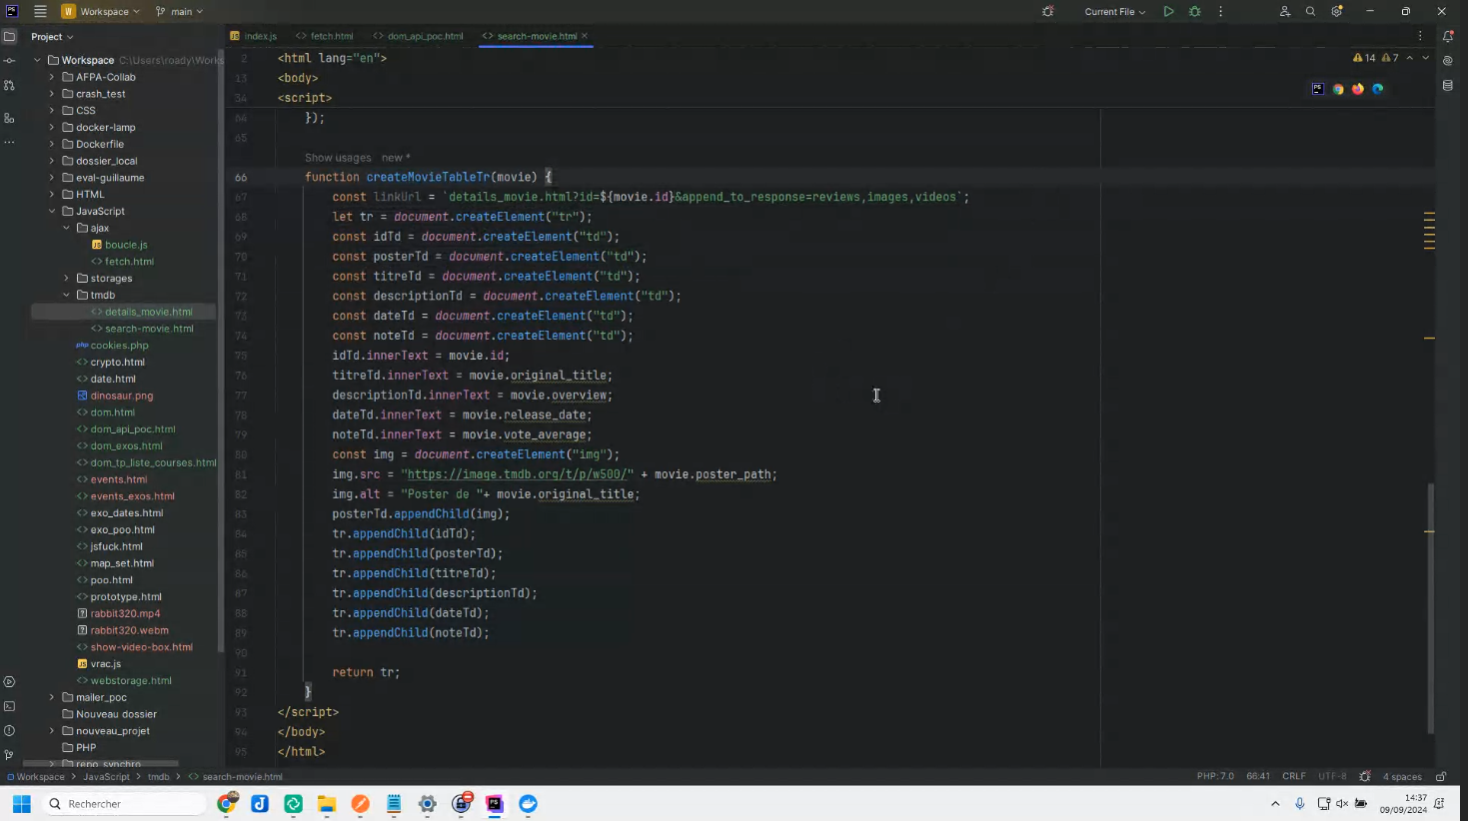 Workspace
main
Current File
Project
index.js
fetch.html
dom_api_poc.html
search-movie.html
Workspace C:\Users\roady\Works
AFPA-Collab
crash_test
CSS
docker-lamp
Dockerfile
dossier_local
eval-guillaume
HTML
JavaScript
ajax
boucle.js
fetch.html
storages
tmdb
details_movie.html
search-movie.html
cookies.php
crypto.html
date.html
dinosaur.png
dom.html
dom_api_poc.html
dom_exos.html
dom_tp_liste_courses.html
events.html
events_exos.html
exo_dates.html
exo_poo.html
jsfuck.html
map_set.html
poo.html
prototype.html
rabbit320.mp4
rabbit320.webm
show-video-box.html
vrac.js
webstorage.html
mailer_poc
Nouveau dossier
nouveau_projet
PHP
repo_synchro
14 7
2 <html lang="en">
13 <body>
34 <script>
64 });
65
Show usages new *
66 function createMovieTableTr(movie) {
67 const linkUrl = `details_movie.html?id=${movie.id}&append_to_response=reviews,images,videos`;
68 let tr = document.createElement("tr");
69 const idTd = document.createElement("td");
70 const posterTd = document.createElement("td");
71 const titreTd = document.createElement("td");
72 const descriptionTd = document.createElement("td");
73 const dateTd = document.createElement("td");
74 const noteTd = document.createElement("td");
75 idTd.innerText = movie.id;
76 titreTd.innerText = movie.original_title;
77 descriptionTd.innerText = movie.overview;
78 dateTd.innerText = movie.release_date;
79 noteTd.innerText = movie.vote_average;
80 const img = document.createElement("img");
81 img.src = "https://image.tmdb.org/t/p/w500/" + movie.poster_path;
82 img.alt = "Poster de "+ movie.original_title;
83 posterTd.appendChild(img);
84 tr.appendChild(idTd);
85 tr.appendChild(posterTd);
86 tr.appendChild(titreTd);
87 tr.appendChild(descriptionTd);
88 tr.appendChild(dateTd);
89 tr.appendChild(noteTd);
90
91 return tr;
92 }
93 </script>
94 </body>
95 </html>
Workspace > JavaScript > tmdb > search-movie.html
PHP: 7.0 66:41 CRLF UTF-8 4 spaces
Rechercher
14:37
09/09/2024